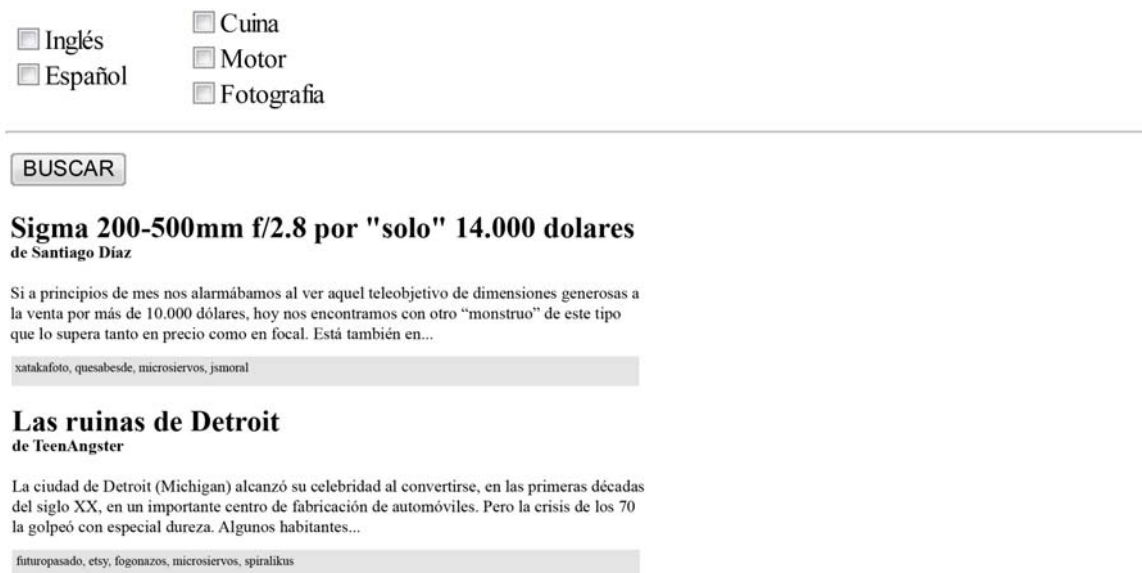 Inglés
Español
Cuina
Motor
Fotografia
BUSCAR
Sigma 200-500mm f/2.8 por "solo" 14.000 dolares
de Santiago Díaz
Si a principios de mes nos alarmábamos al ver aquel teleobjetivo de dimensiones generosas a
la venta por más de 10.000 dólares, hoy nos encontramos con otro “monstruo” de este tipo
que lo supera tanto en precio como en focal. Está también en...
xatakafoto, quesabesde, microsiervos, jsmoral
Las ruinas de Detroit
de TeenAngster
La ciudad de Detroit (Michigan) alcanzó su celebridad al convertirse, en las primeras décadas
del siglo XX, en un importante centro de fabricación de automóviles. Pero la crisis de los 70
la golpeó con especial dureza. Algunos habitantes...
futuropasado, etsy, fogonazos, microsiervos, spiralikus